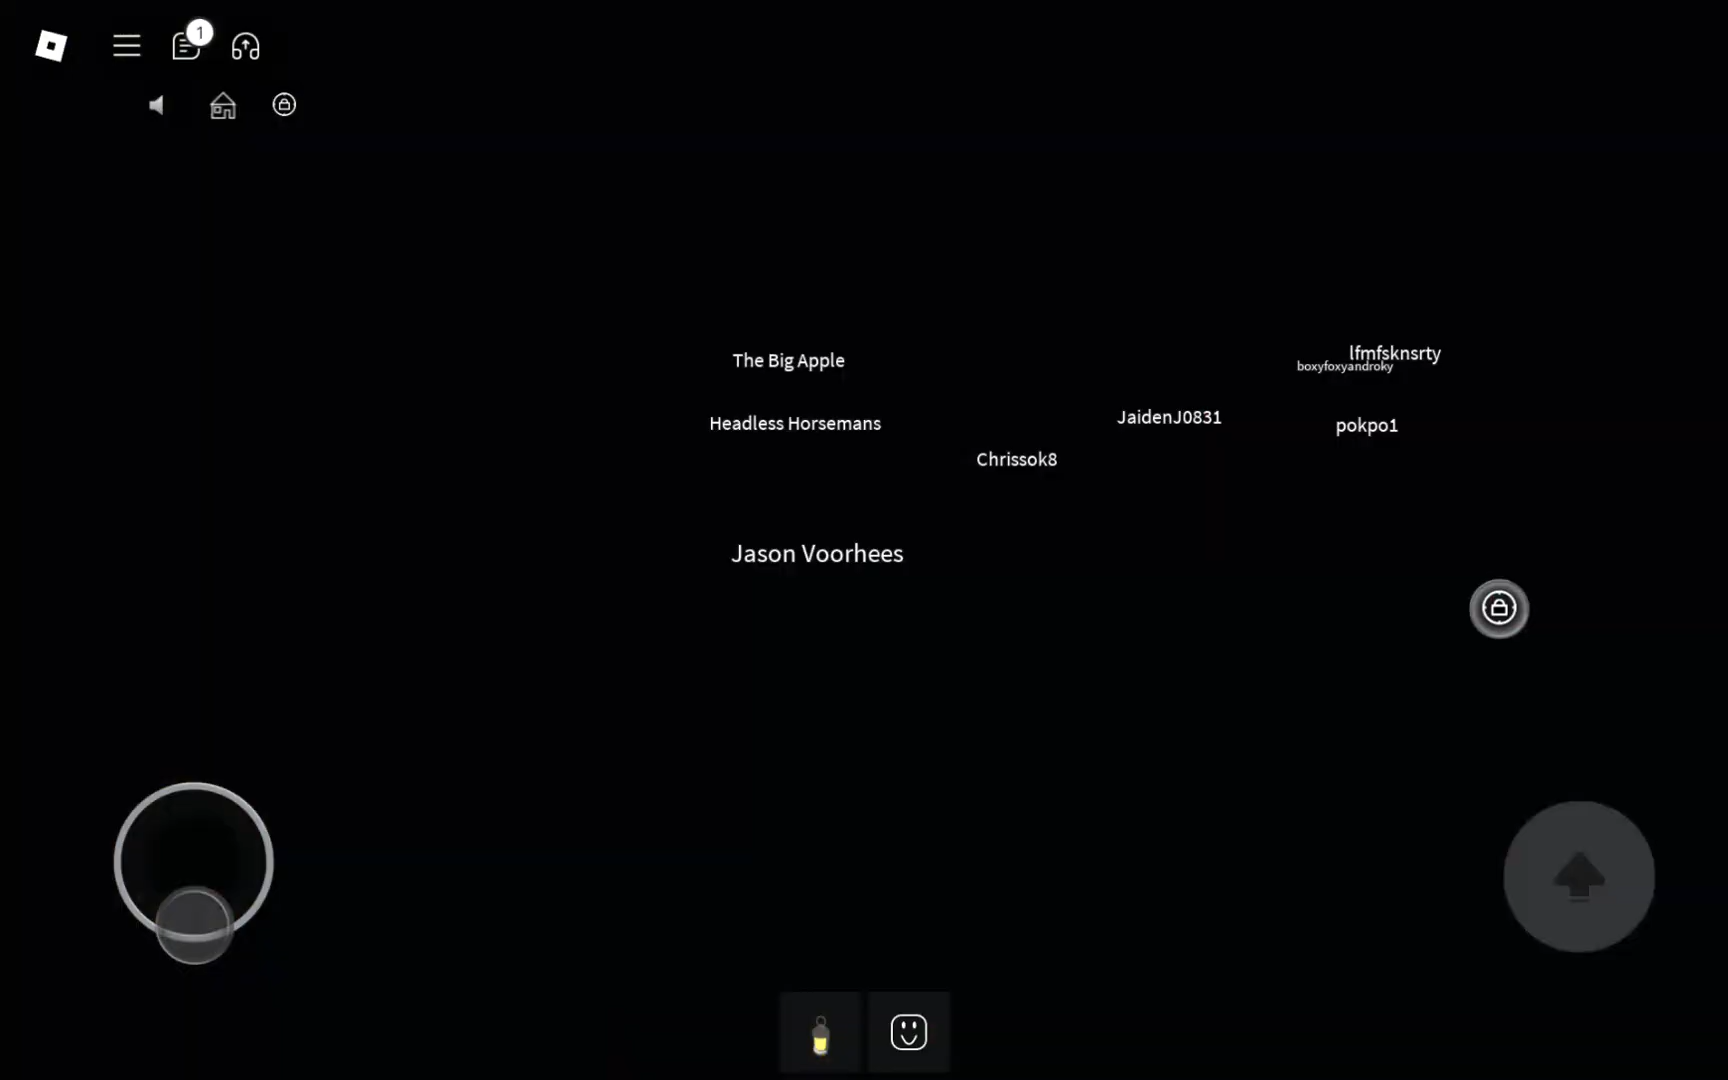 1
The Big Apple
lfmfsknsrty
boxyfoxyandroky
Headless Horsemans
JaidenJ0831
pokpo1
Chrissok8
Jason Voorhees